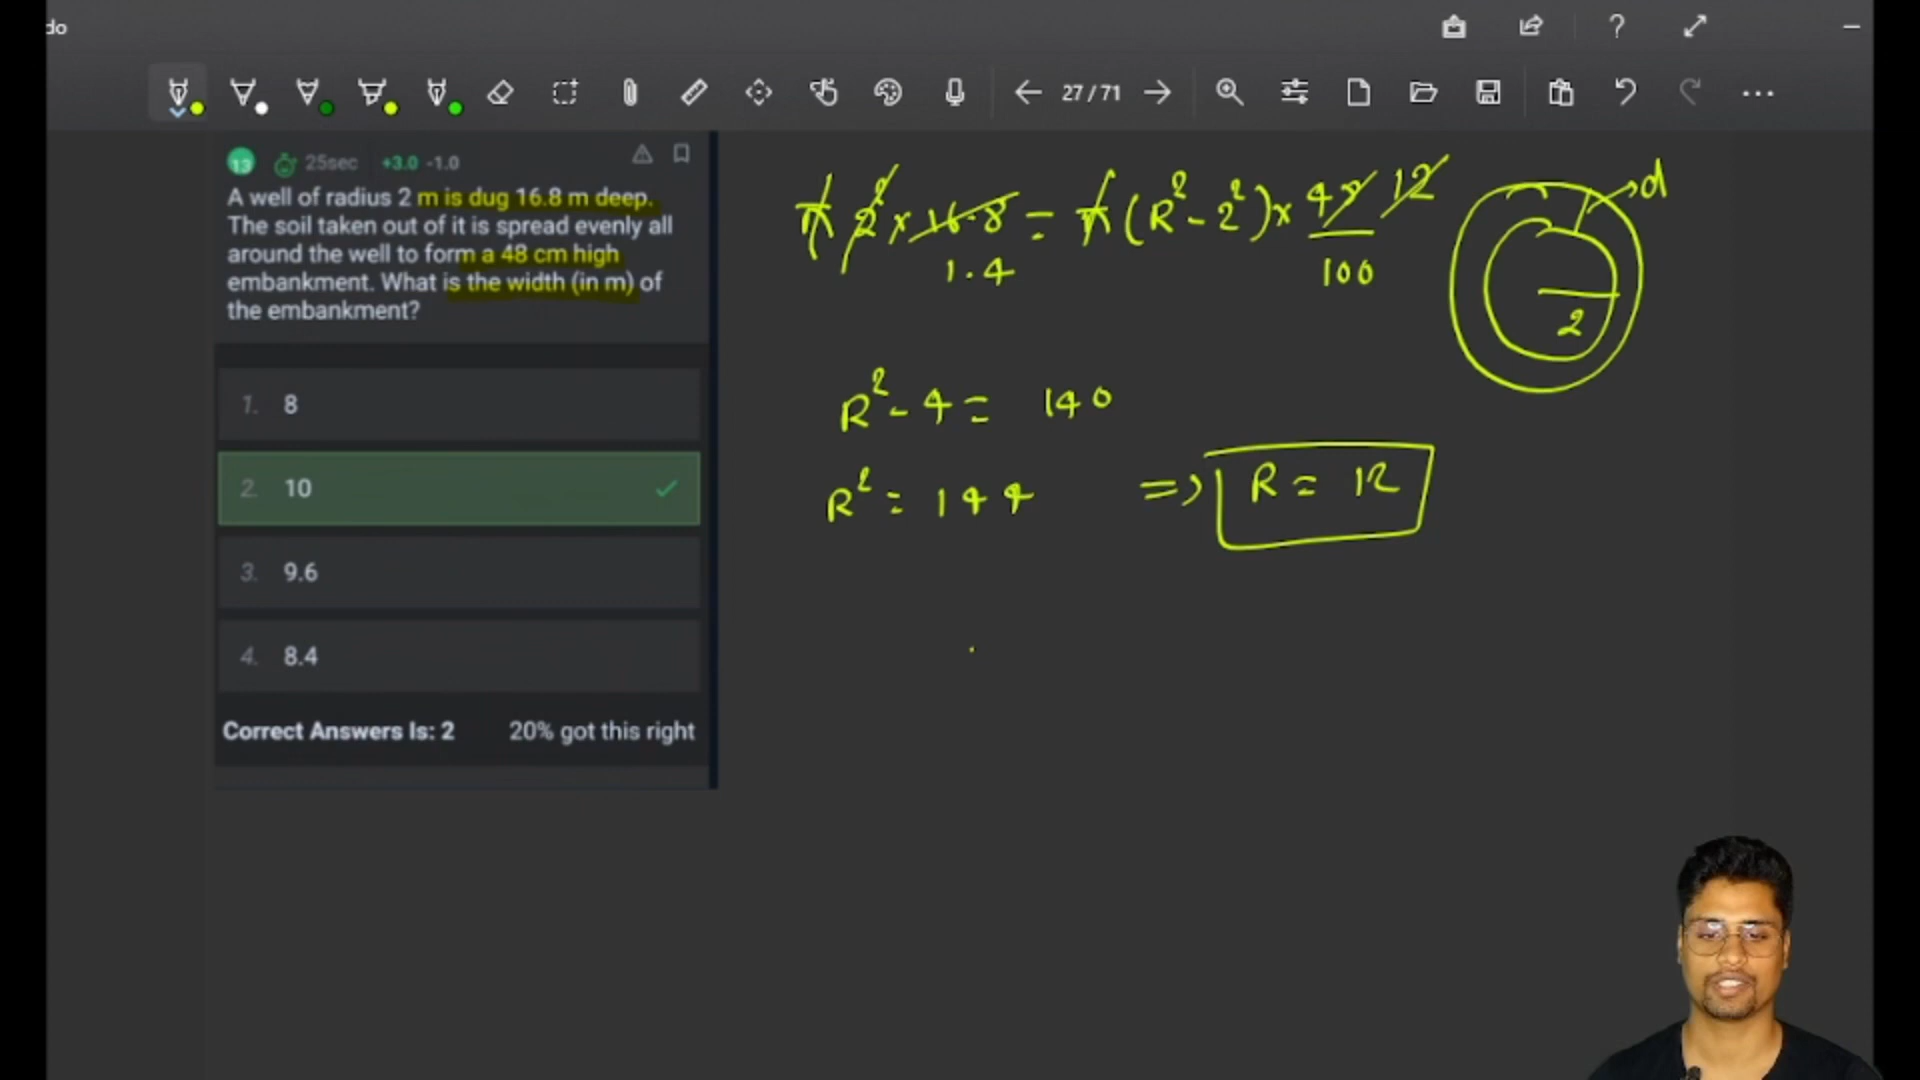 do
27 / 71
13 25sec +3.0 -1.0
A well of radius 2 m is dug 16.8 m deep.
The soil taken out of it is spread evenly all
around the well to form a 48 cm high
embankment. What is the width (in m) of
the embankment?
1. 8
2. 10
3. 9.6
4. 8.4
Correct Answers Is: 2 20% got this right
π 2² × 16.8 = π (R² - 2²) × 48 12
1.4 100
d
2
R² - 4 = 140
R² = 144 => R = 12